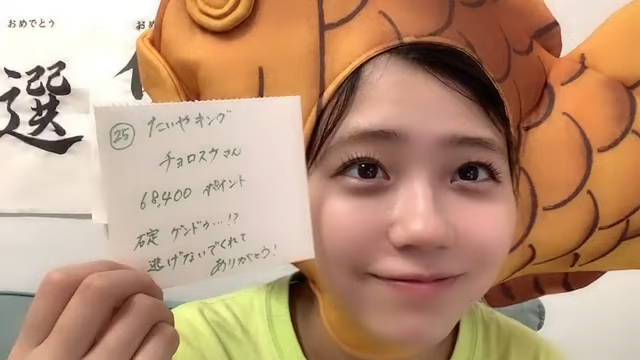 おめでとう
おめ
選
㉕ たいやキング
チョロスケさん
68,400 ポイント
碇 ゲンドウ…!?
逃げないでくれて
ありがとう!